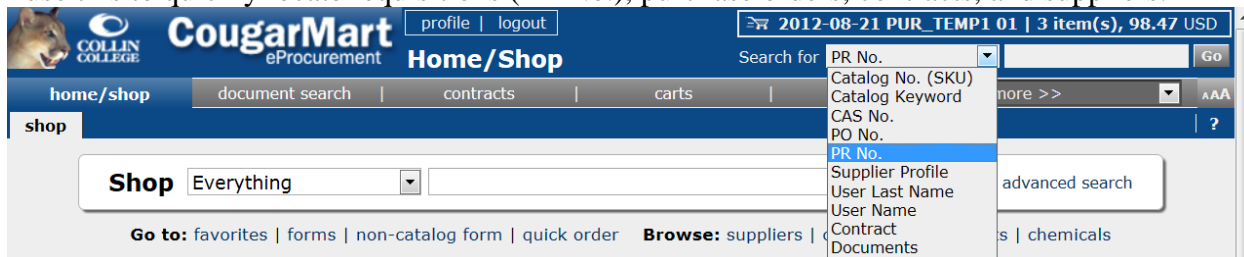 COLLIN COLLEGE
CougarMart
eProcurement
profile | logout
Home/Shop
2012-08-21 PUR_TEMP1 01 | 3 item(s), 98.47 USD
Search for PR No. Go
home/shop document search | contracts | carts | more >> AAA
shop ?
Catalog No. (SKU)
Catalog Keyword
CAS No.
PO No.
PR No.
Supplier Profile
User Last Name
User Name
Contract
Documents
Shop Everything advanced search
Go to: favorites | forms | non-catalog form | quick order Browse: suppliers | | chemicals